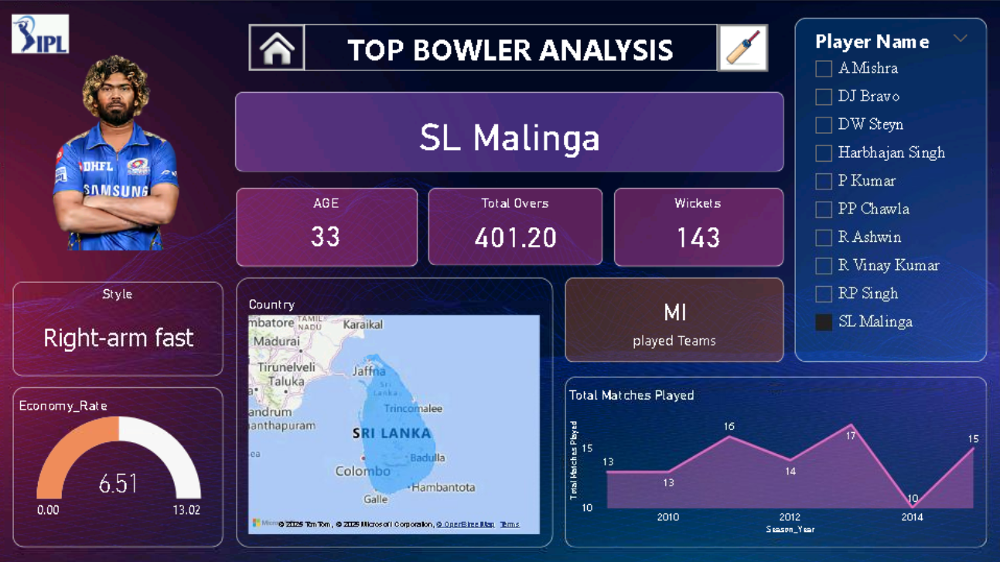 IPL
TOP BOWLER ANALYSIS
Player Name
A Mishra
DJ Bravo
DW Steyn
Harbhajan Singh
P Kumar
PP Chawla
R Ashwin
R Vinay Kumar
RP Singh
SL Malinga
DHFL
SAMSUNG
SL Malinga
AGE
33
Total Overs
401.20
Wickets
143
Style
Right-arm fast
Country
mbatore
TAMIL
NADU
Karaikal
Madurai
Tirunelveli
Taluka
Jaffna
Sri
Lanka
andrum
anthapuram
Trincomalee
SRI LANKA
ea
Badulla
Colombo
Hambantota
Galle
© 2025 TomTom, © 2025 Microsoft Corporation, © OpenStreetMap Terms
MI
played Teams
Economy_Rate
6.51
0.00
13.02
Total Matches Played
Total Matches Played
15
10
13
13
16
14
17
10
15
2010
2012
2014
Season_Year